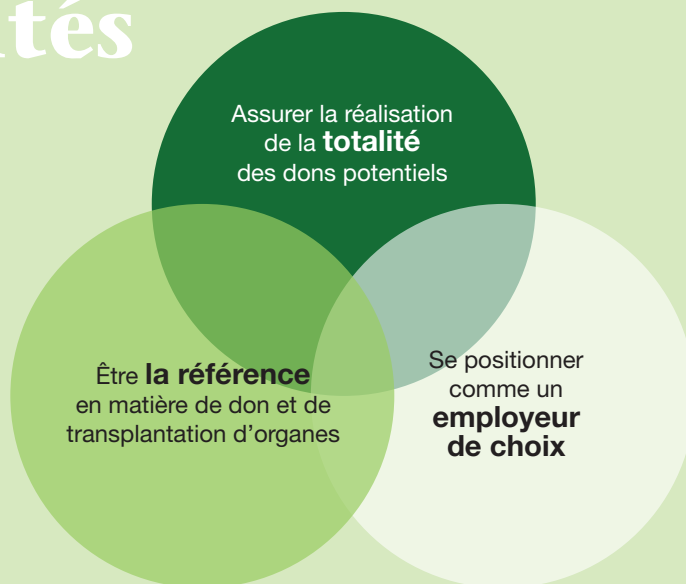 tés
Assurer la réalisation
de la totalité
des dons potentiels
Être la référence
en matière de don et de
transplantation d’organes
Se positionner
comme un
employeur
de choix